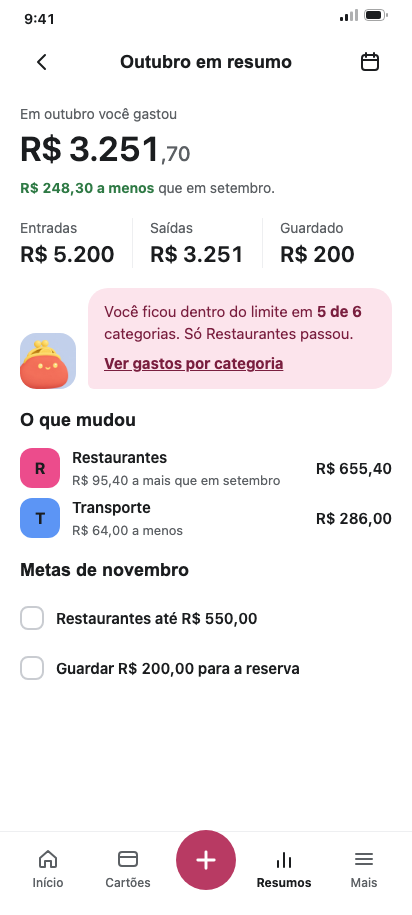 9:41
Outubro em resumo
Em outubro você gastou
R$ 3.251,70
R$ 248,30 a menos que em setembro.
Entradas
R$ 5.200
Saídas
R$ 3.251
Guardado
R$ 200
Você ficou dentro do limite em 5 de 6
categorias. Só Restaurantes passou.
Ver gastos por categoria
O que mudou
R
Restaurantes
R$ 95,40 a mais que em setembro
R$ 655,40
T
Transporte
R$ 64,00 a menos
R$ 286,00
Metas de novembro
Restaurantes até R$ 550,00
Guardar R$ 200,00 para a reserva
Início
Cartões
Resumos
Mais